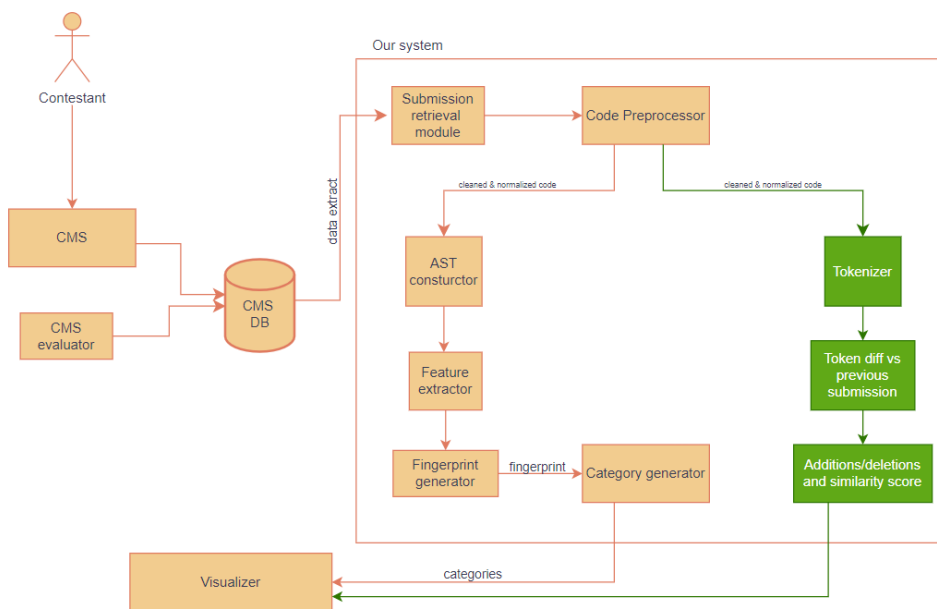 Our system
Contestant
Submission
retrieval
module
Code Preprocessor
data extract
cleaned & normalized code
cleaned & normalized code
CMS
CMS
DB
CMS
evaluator
AST
consturctor
Tokenizer
Feature
extractor
Token diff vs
previous
submission
Fingerprint
generator
fingerprint
Category generator
Additions/deletions
and similarity score
categories
Visualizer